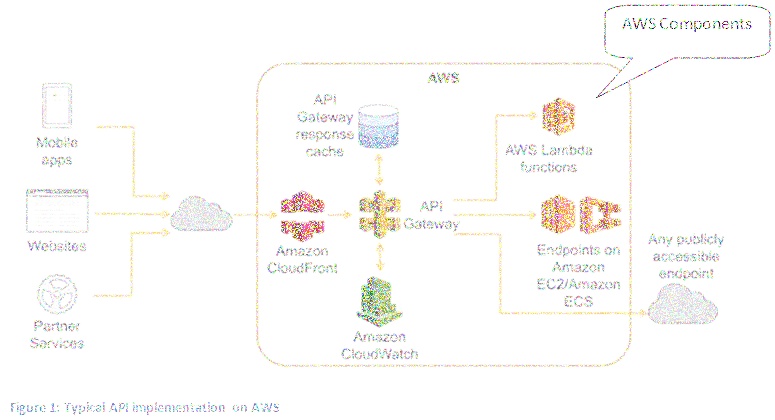 AWS Components
AWS
API
Gateway
response
cache
Mobile
apps
AWS Lambda
functions
Websites
API
Gateway
Amazon
CloudFront
Endpoints on
Amazon
EC2/Amazon
ECS
Any publicly
accessible
endpoint
Partner
Services
Amazon
CloudWatch
Figure 1: Typical API implementation on AWS